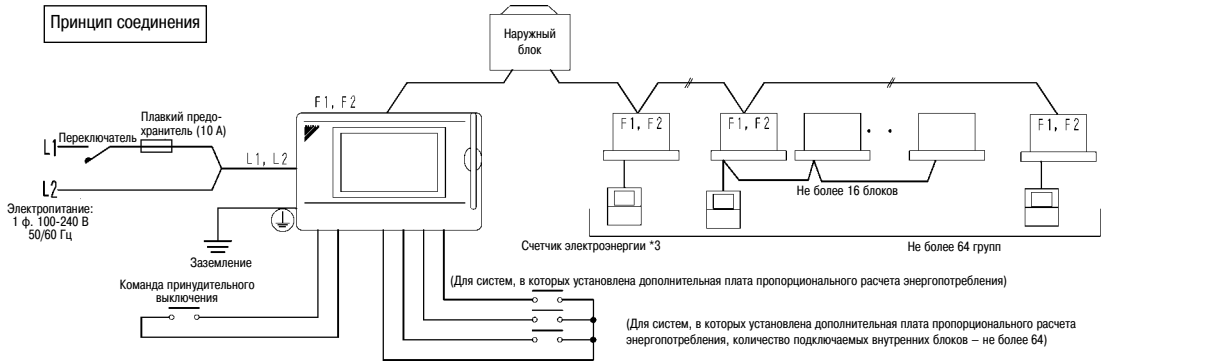 Принцип соединения
Наружный
блок
F1, F2
Плавкий предо-
хранитель (10 А)
Переключатель
L1
L1, L2
L2
Электропитание:
1 ф. 100-240 В
50/60 Гц
Заземление
F1, F2
F1, F2
F1, F2
Не более 16 блоков
Счетчик электроэнергии *3
Не более 64 групп
Команда принудительного
выключения
(Для систем, в которых установлена дополнительная плата пропорционального расчета энергопотребления)
(Для систем, в которых установлена дополнительная плата пропорционального расчета
энергопотребления, количество подключаемых внутренних блоков – не более 64)